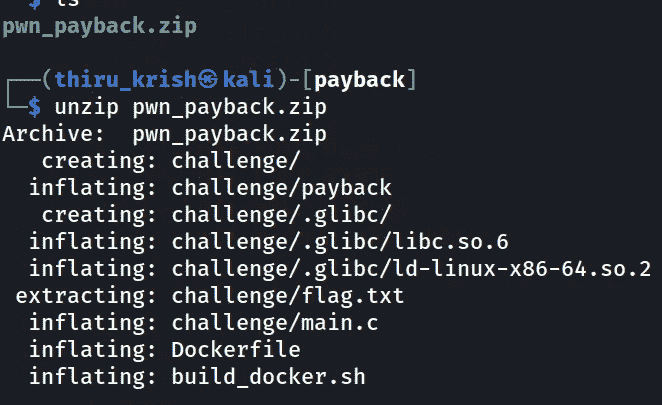 $ ls
pwn_payback.zip
┌──(thiru_krish㉿kali)-[payback]
└─$ unzip pwn_payback.zip
Archive:  pwn_payback.zip
   creating: challenge/
  inflating: challenge/payback
   creating: challenge/.glibc/
  inflating: challenge/.glibc/libc.so.6
  inflating: challenge/.glibc/ld-linux-x86-64.so.2
 extracting: challenge/flag.txt
  inflating: challenge/main.c
  inflating: Dockerfile
  inflating: build_docker.sh